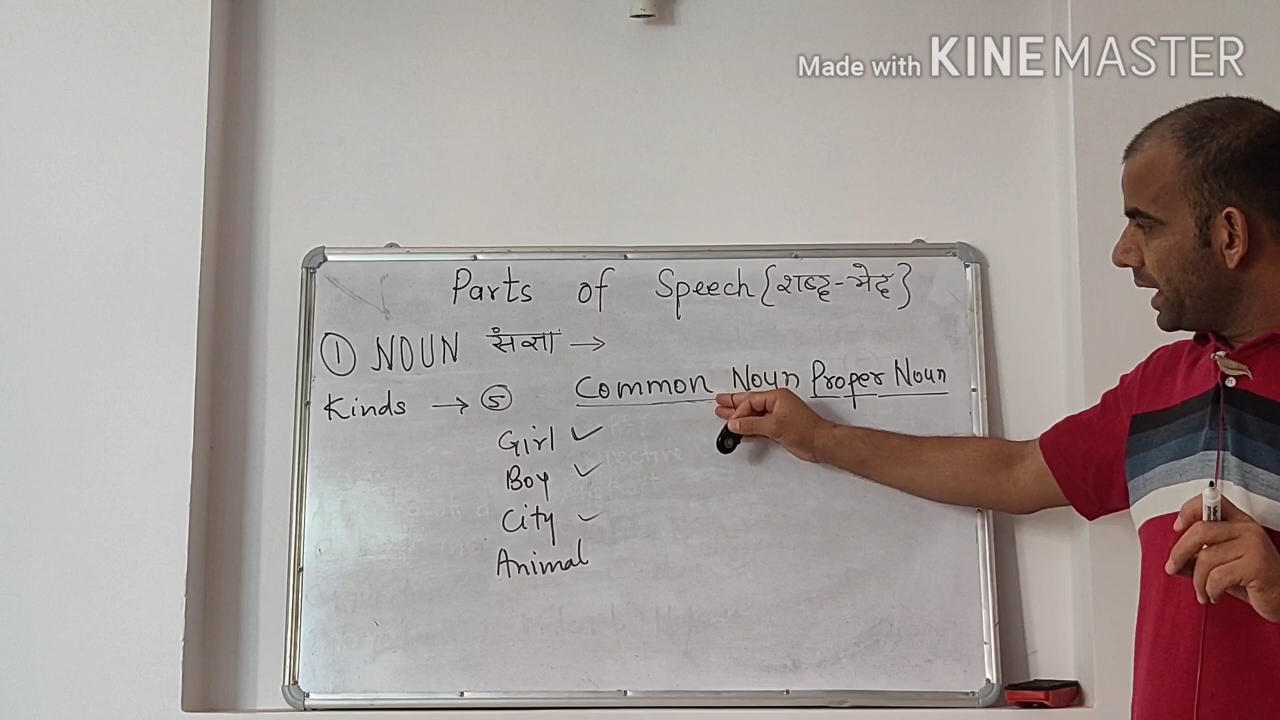 Made with KINEMASTER
Parts of Speech {शब्द-भेद}
① NOUN संज्ञा →
Common Noun Proper Noun
Kinds → ⑤
Girl ✓
Boy ✓
City ✓
Animal